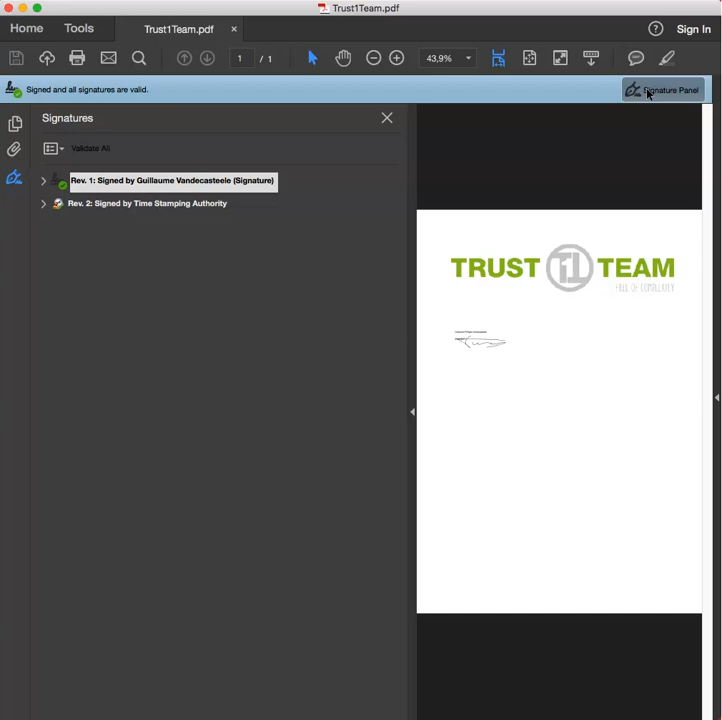 Trust1Team.pdf
Home
Tools
Trust1Team.pdf
Sign In
1 / 1
43,9%
Signed and all signatures are valid.
Signature Panel
Signatures
Validate All
Rev. 1: Signed by Guillaume Vandecasteele (Signature)
Rev. 2: Signed by Time Stamping Authority
TRUST T1 TEAM